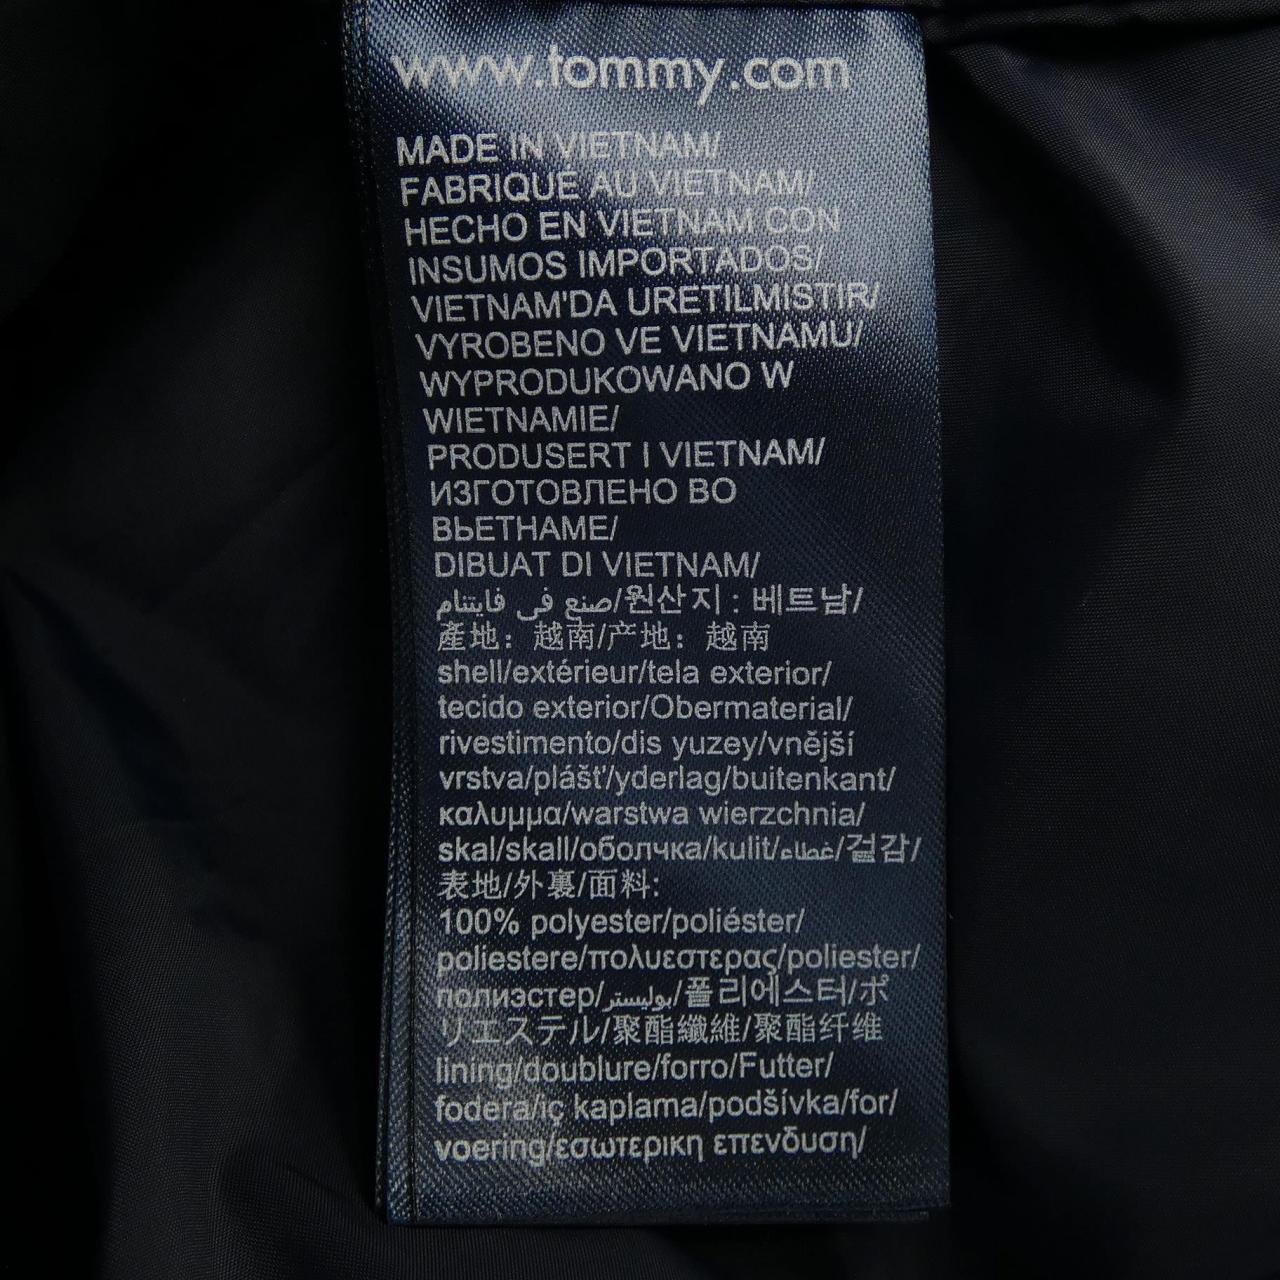 www.tommy.com
MADE IN VIETNAM/
FABRIQUE AU VIETNAM/
HECHO EN VIETNAM CON
INSUMOS IMPORTADOS/
VIETNAM'DA URETILMISTIR/
VYROBENO VE VIETNAMU/
WYPRODUKOWANO W
WIETNAMIE/
PRODUSERT I VIETNAM/
ИЗГОТОВЛЕНО ВО
ВЬЕТНАМЕ/
DIBUAT DI VIETNAM/
صنع في فايتنام/원산지 : 베트남/
產地：越南/产地：越南
shell/extérieur/tela exterior/
tecido exterior/Obermaterial/
rivestimento/dis yuzey/vnější
vrstva/plášť/yderlag/buitenkant/
καλυμμα/warstwa wierzchnia/
skal/skall/оболчка/kulit/غطاء/겉감/
表地/外裏/面料:
100% polyester/poliéster/
poliestere/πολυεστερας/poliester/
полиэстер/بوليستر/폴리에스터/ポ
リエステル/聚酯纖維/聚酯纤维
lining/doublure/forro/Futter/
fodera/iç kaplama/podšívka/for/
voering/εσωτερικη επενδυση/